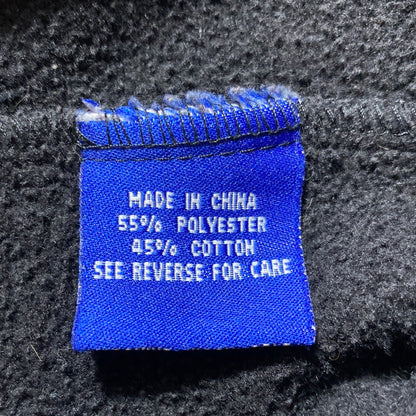 MADE IN CHINA
55% POLYESTER
45% COTTON
SEE REVERSE FOR CARE